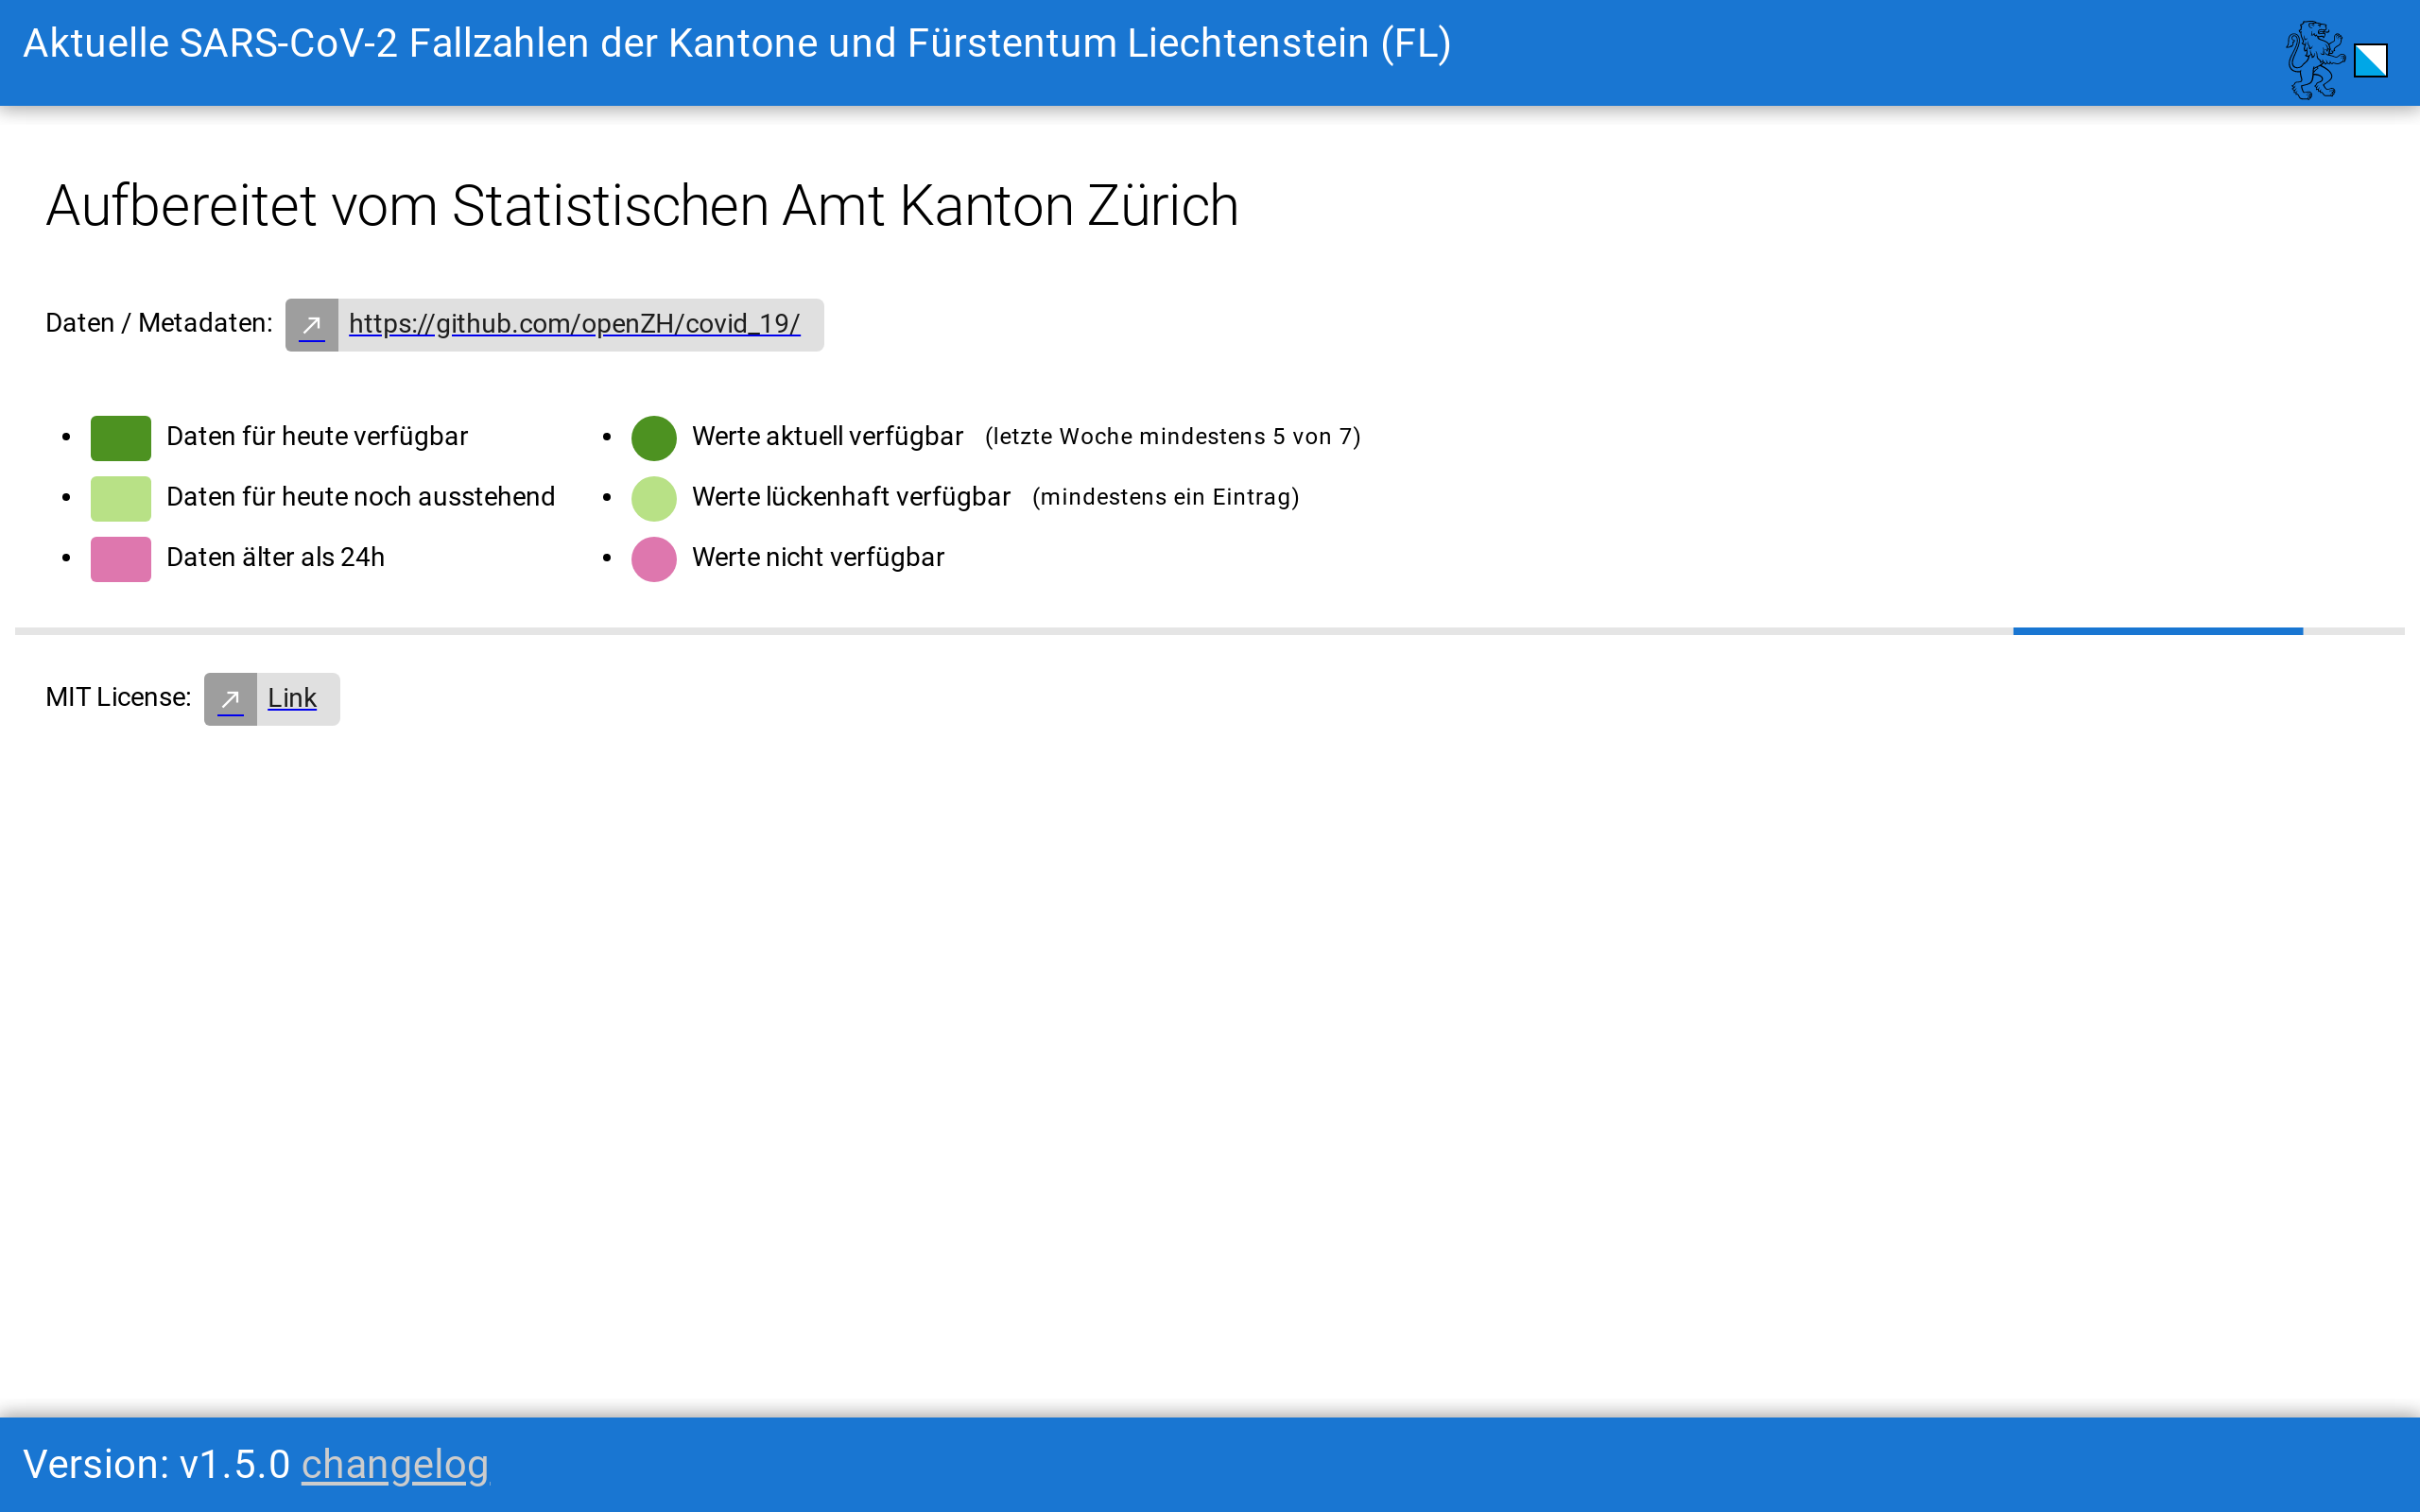 Aktuelle SARS-CoV-2 Fallzahlen der Kantone und Fürstentum Liechtenstein (FL)
Aufbereitet vom Statistischen Amt Kanton Zürich
Daten / Metadaten: https://github.com/openZH/covid_19/
Daten für heute verfügbar
Daten für heute noch ausstehend
Daten älter als 24h
Werte aktuell verfügbar (letzte Woche mindestens 5 von 7)
Werte lückenhaft verfügbar (mindestens ein Eintrag)
Werte nicht verfügbar
MIT License: Link
Version: v1.5.0 changelog